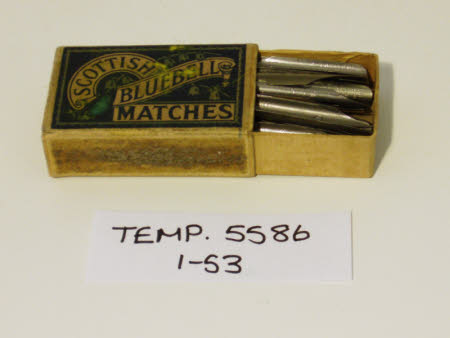 SCOTTISH
BLUEBELL
MATCHES
TEMP. 5586
1-53